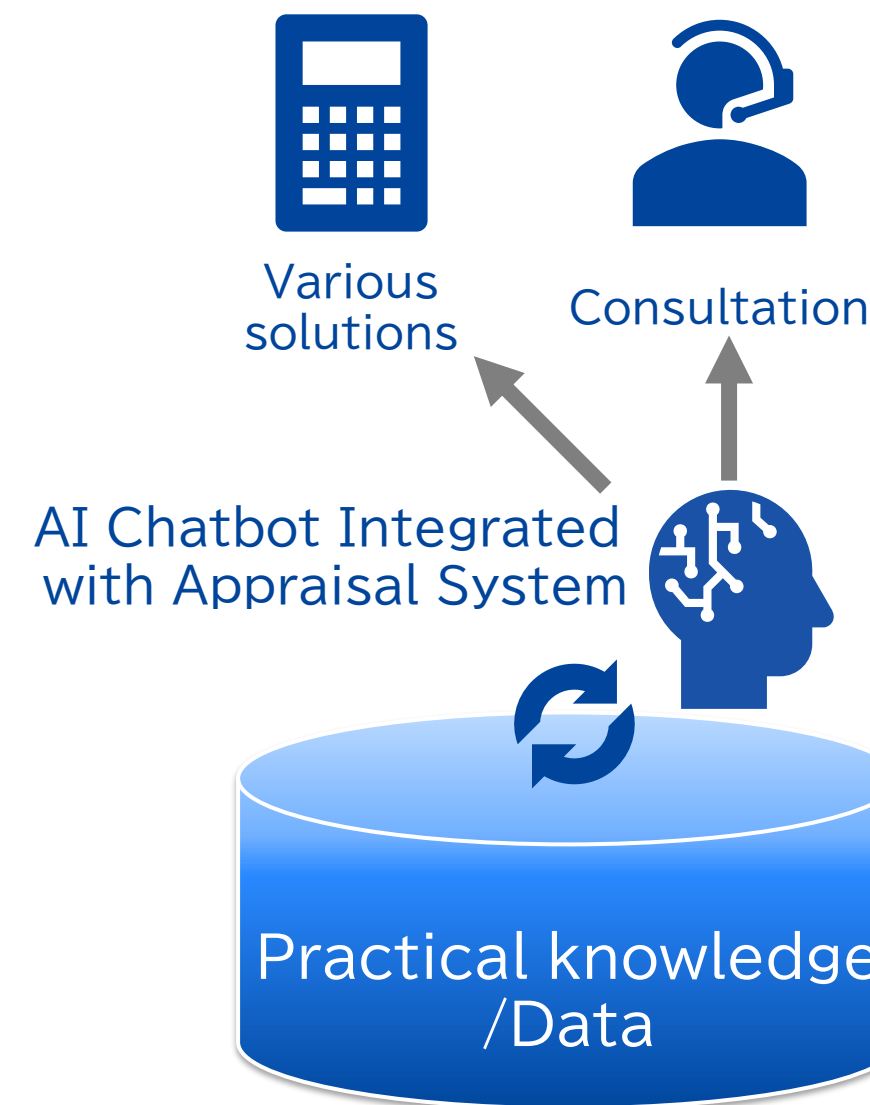 Various
solutions
Consultation
AI Chatbot Integrated
with Appraisal System
Practical knowledge
/Data